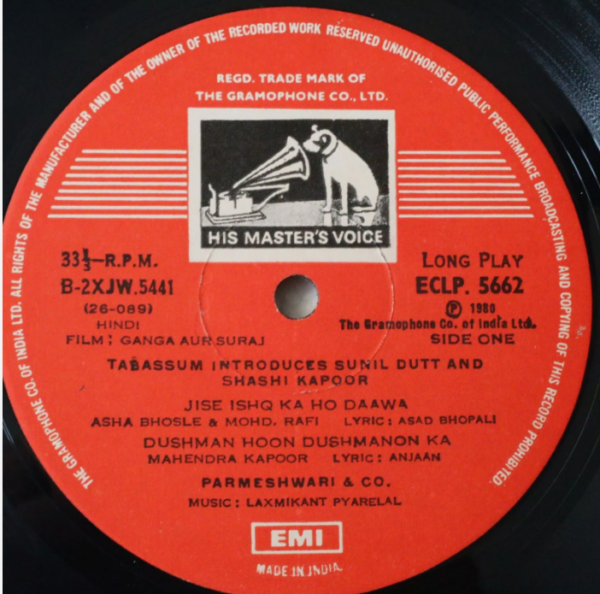 THE GRAMOPHONE CO. OF INDIA LTD. ALL RIGHTS OF THE MANUFACTURER AND OF THE OWNER OF THE RECORDED WORK RESERVED UNAUTHORISED PUBLIC PERFORMANCE BROADCASTING AND COPYING OF THIS RECORD PROHIBITED.
REGD. TRADE MARK OF
THE GRAMOPHONE CO., LTD.
HIS MASTER'S VOICE
33⅓-R.P.M.
B-2XJW.5441
(26-089)
HINDI
FILM: GANGA AUR SURAJ
LONG PLAY
ECLP. 5662
Ⓟ 1980
The Gramophone Co. of India Ltd.
SIDE ONE
TABASSUM INTRODUCES SUNIL DUTT AND
SHASHI KAPOOR
JISE ISHQ KA HO DAAWA
ASHA BHOSLE & MOHD. RAFI LYRIC: ASAD BHOPALI
DUSHMAN HOON DUSHMANON KA
MAHENDRA KAPOOR LYRIC: ANJAAN
PARMESHWARI & CO.
MUSIC: LAXMIKANT PYARELAL
EMI
MADE IN INDIA.